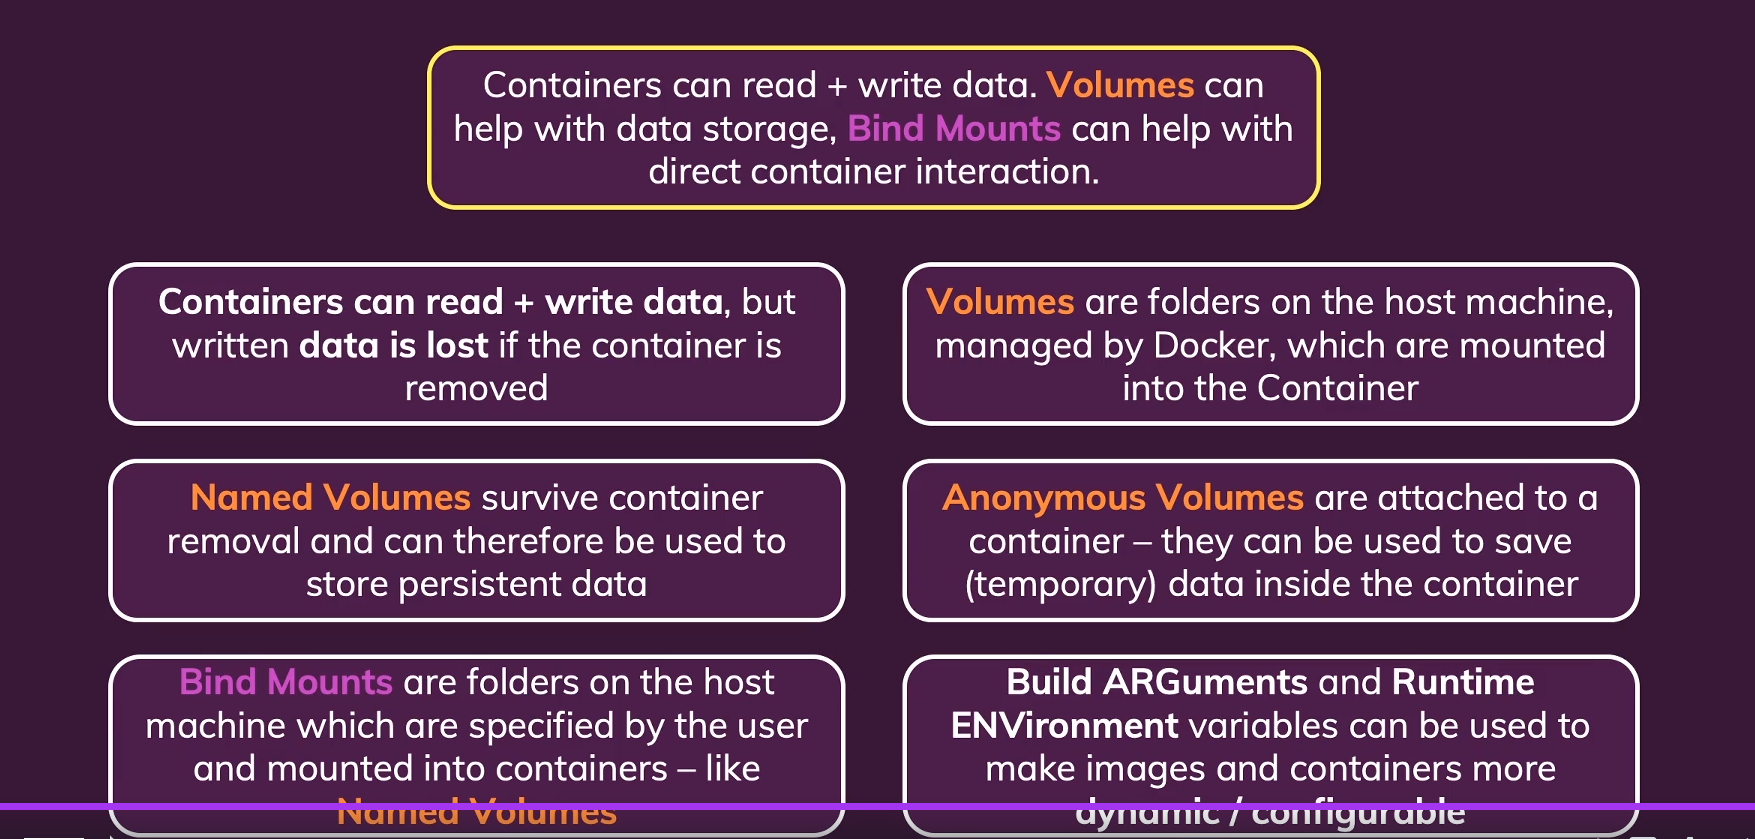 Containers can read + write data. Volumes can
help with data storage, Bind Mounts can help with
direct container interaction.
Containers can read + write data, but
written data is lost if the container is
removed
Volumes are folders on the host machine,
managed by Docker, which are mounted
into the Container
Named Volumes survive container
removal and can therefore be used to
store persistent data
Anonymous Volumes are attached to a
container – they can be used to save
(temporary) data inside the container
Bind Mounts are folders on the host
machine which are specified by the user
and mounted into containers – like
Named Volumes
Build ARGuments and Runtime
ENVironment variables can be used to
make images and containers more
dynamic / configurable